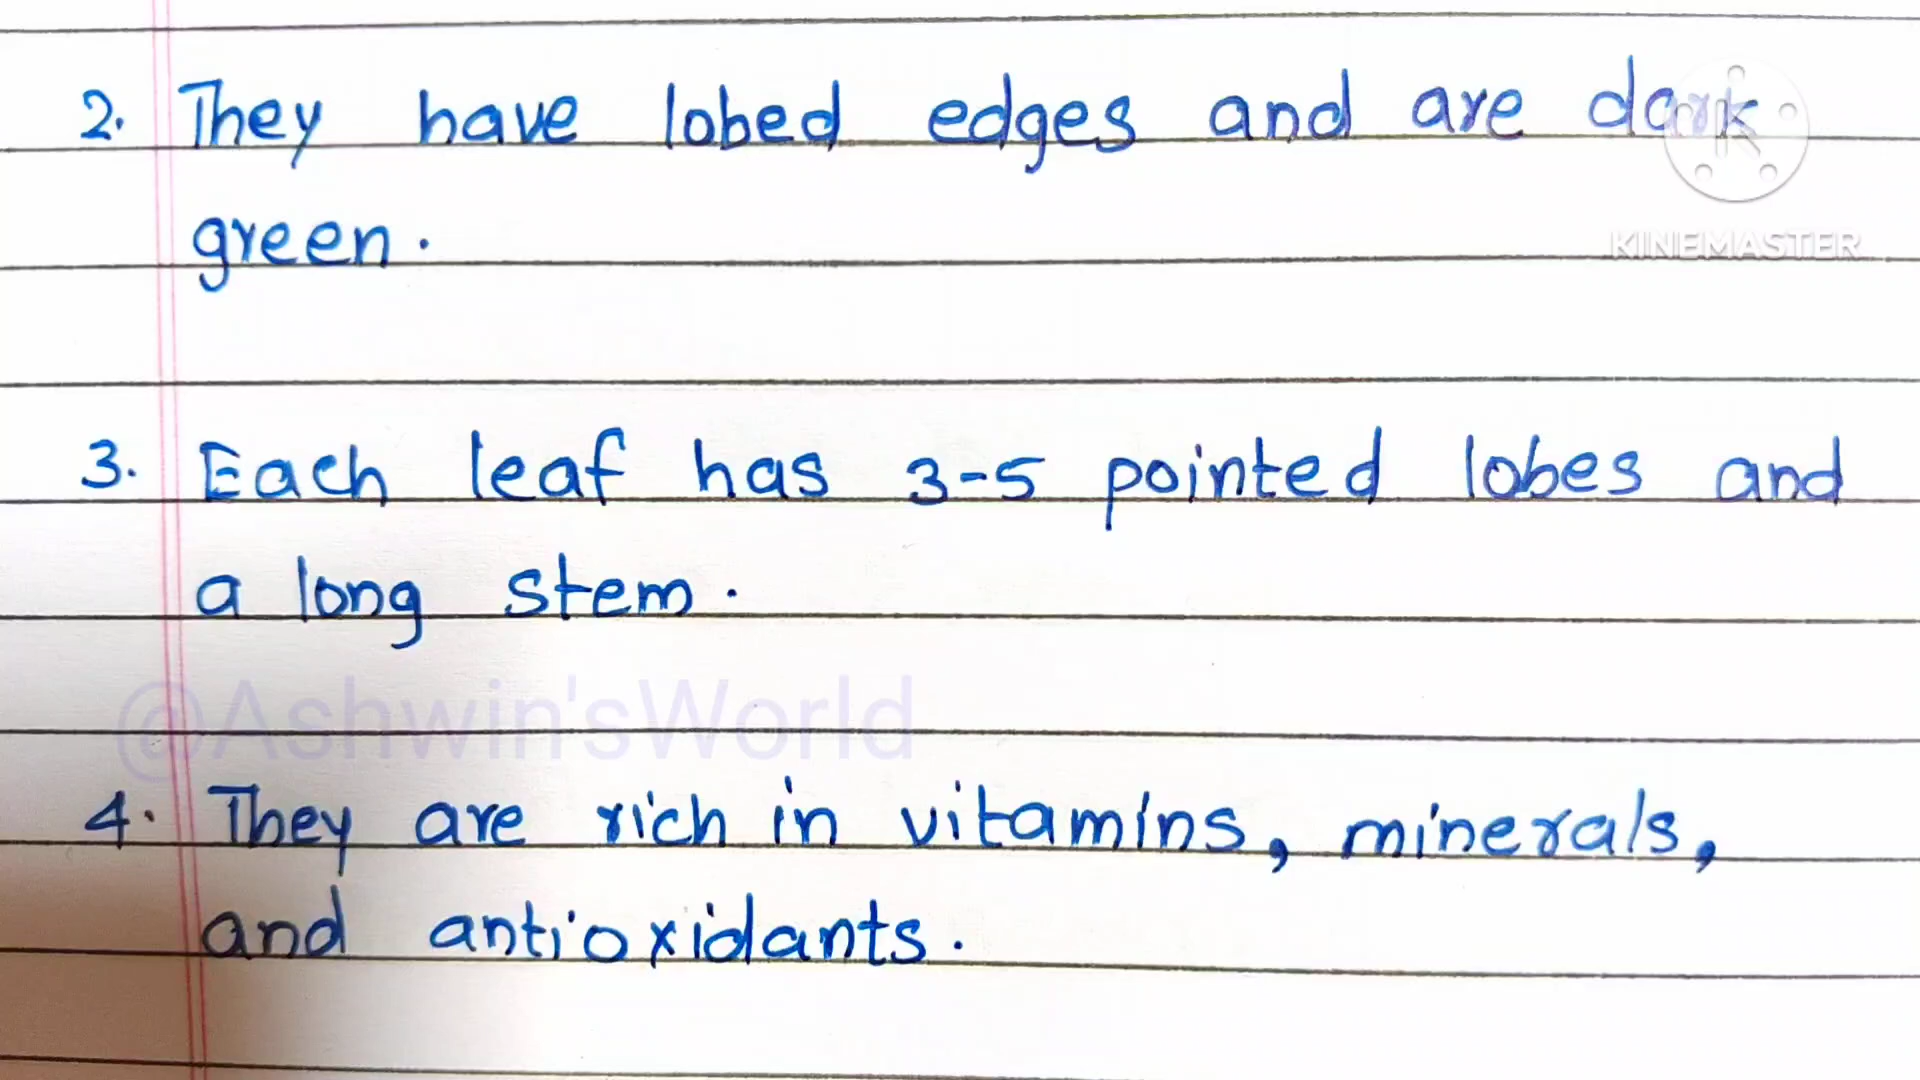 2. They have lobed edges and are dark
KINEMASTER
green.
3. Each leaf has 3-5 pointed lobes and
a long stem.
@Ashwin'sWorld
4. They are rich in vitamins, minerals,
and antioxidants.